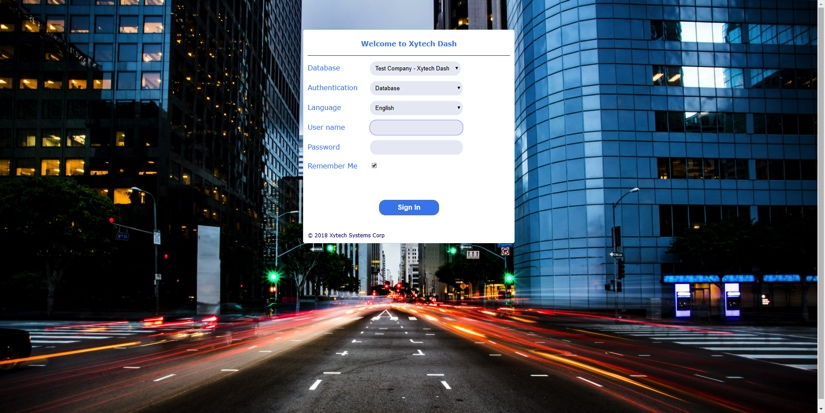 Welcome to Xytech Dash
Database Test Company - Xytech Dash
Authentication Database
Language English
User name
Password
Remember Me
Sign In
© 2018 Xytech Systems Corp